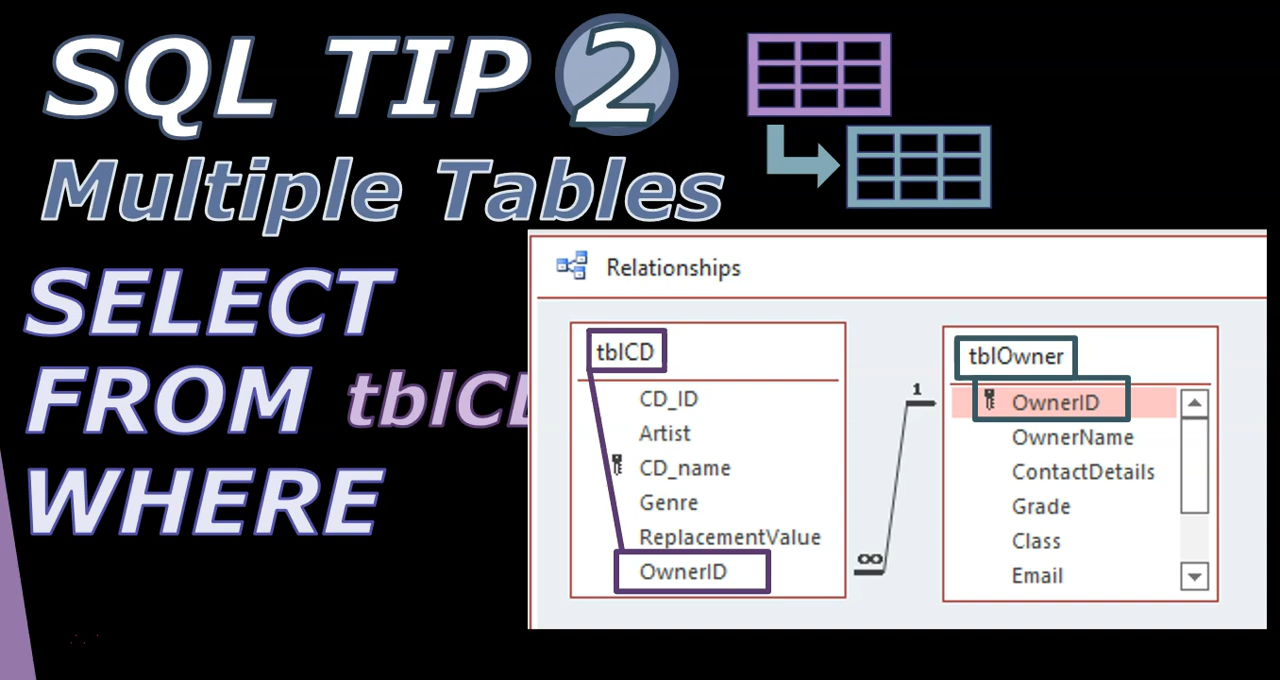 SQL TIP 2
Multiple Tables
SELECT
FROM
WHERE
Relationships
tblCD
CD_ID
Artist
CD_name
Genre
ReplacementValue
OwnerID
1
∞
tblOwner
OwnerID
OwnerName
ContactDetails
Grade
Class
Email